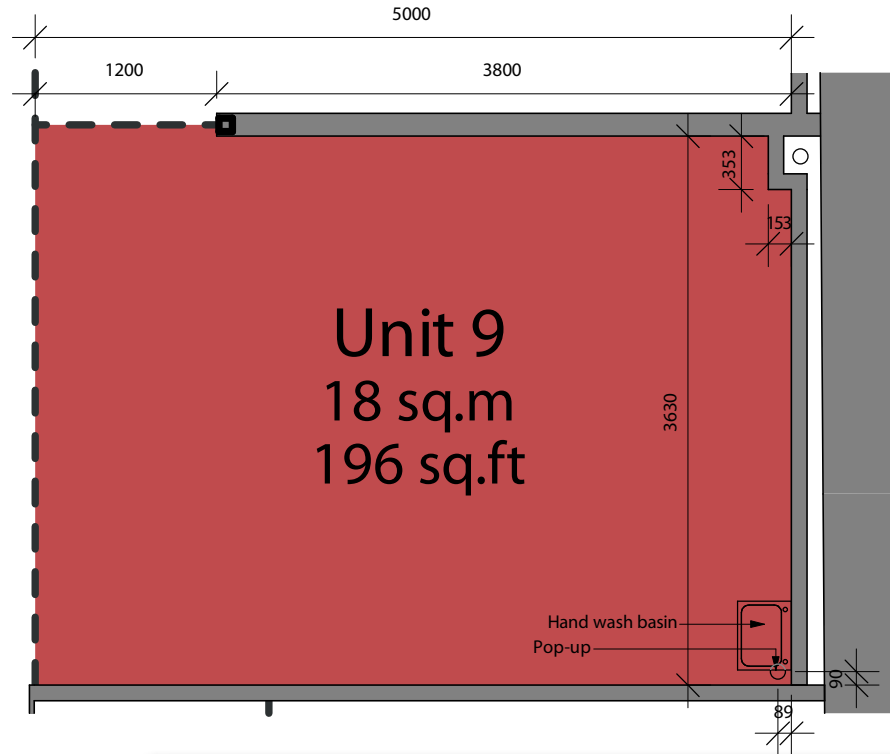 5000
1200
3800
353
153
Unit 9
18 sq.m
196 sq.ft
3630
Hand wash basin
Pop-up
90
89